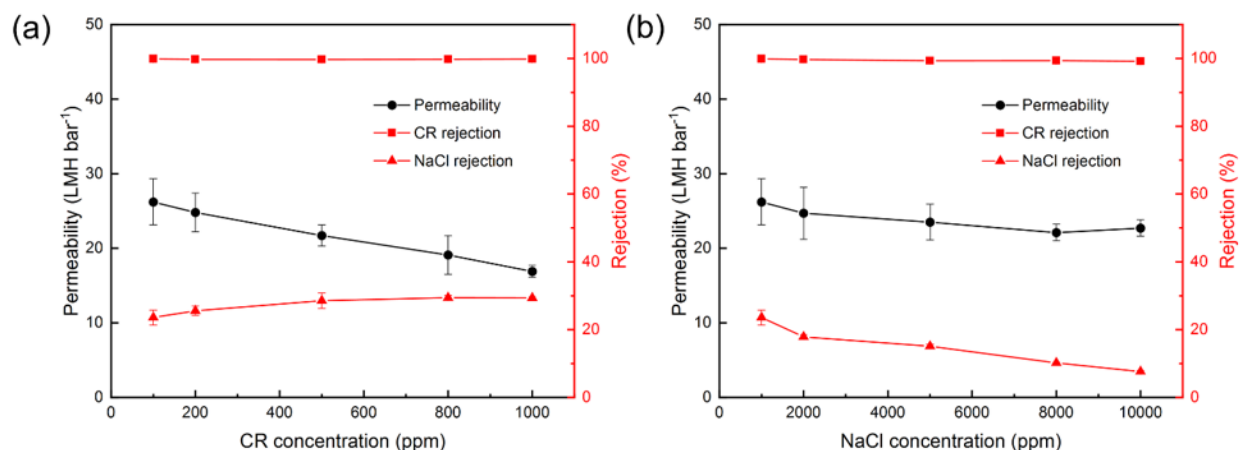 (a)
50
40
30
20
10
0
Permeability (LMH bar⁻¹)
Permeability
CR rejection
NaCl rejection
100
80
60
40
20
0
Rejection (%)
0 200 400 600 800 1000
CR concentration (ppm)
(b)
50
40
30
20
10
0
Permeability (LMH bar⁻¹)
Permeability
CR rejection
NaCl rejection
100
80
60
40
20
0
Rejection (%)
0 2000 4000 6000 8000 10000
NaCl concentration (ppm)